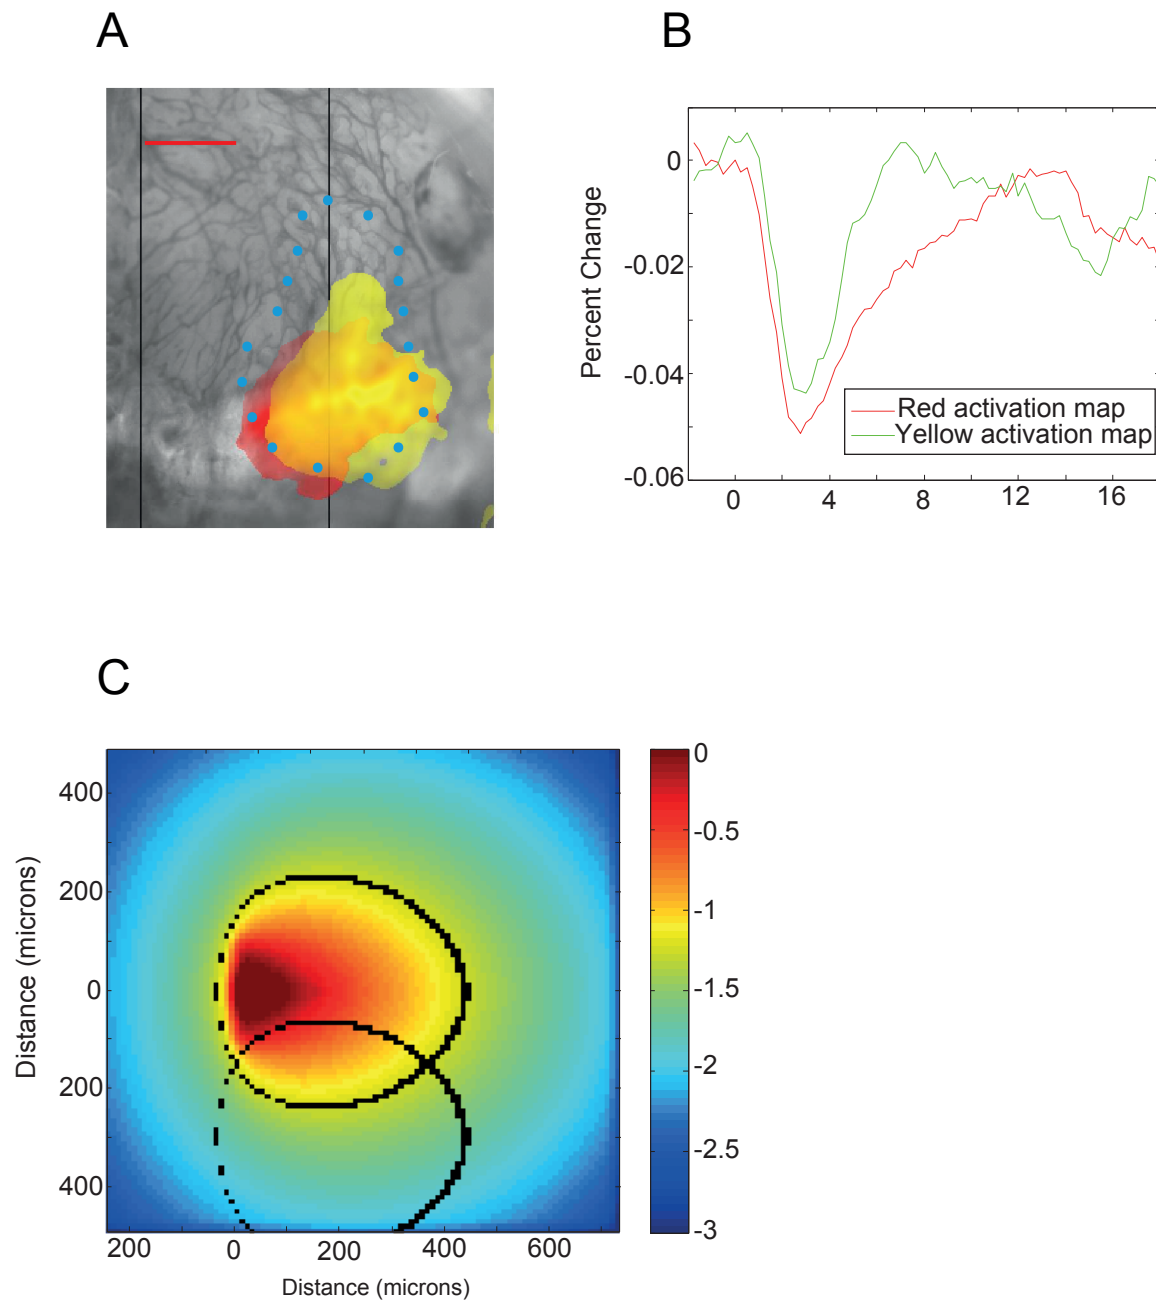 A
B
0
-0.02
-0.04
-0.06
Percent Change
Red activation map
Yellow activation map
0 4 8 12 16
C
400
200
0
200
400
Distance (microns)
200 0 200 400 600
Distance (microns)
0
-0.5
-1
-1.5
-2
-2.5
-3